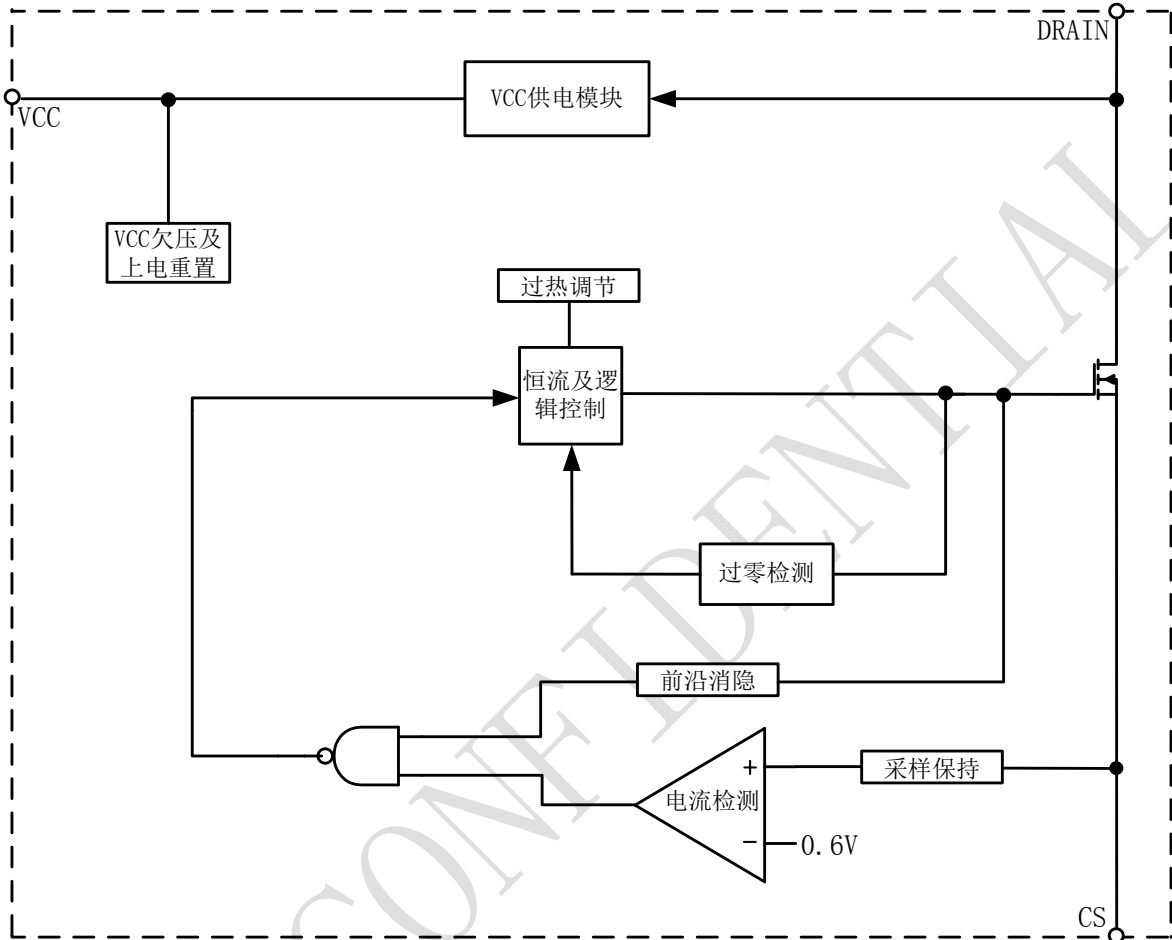 DRAIN
VCC供电模块
VCC
VCC欠压及
上电重置
过热调节
恒流及逻
辑控制
过零检测
前沿消隐
+
采样保持
电流检测
−
0.6V
CS
CONFIDENTIAL